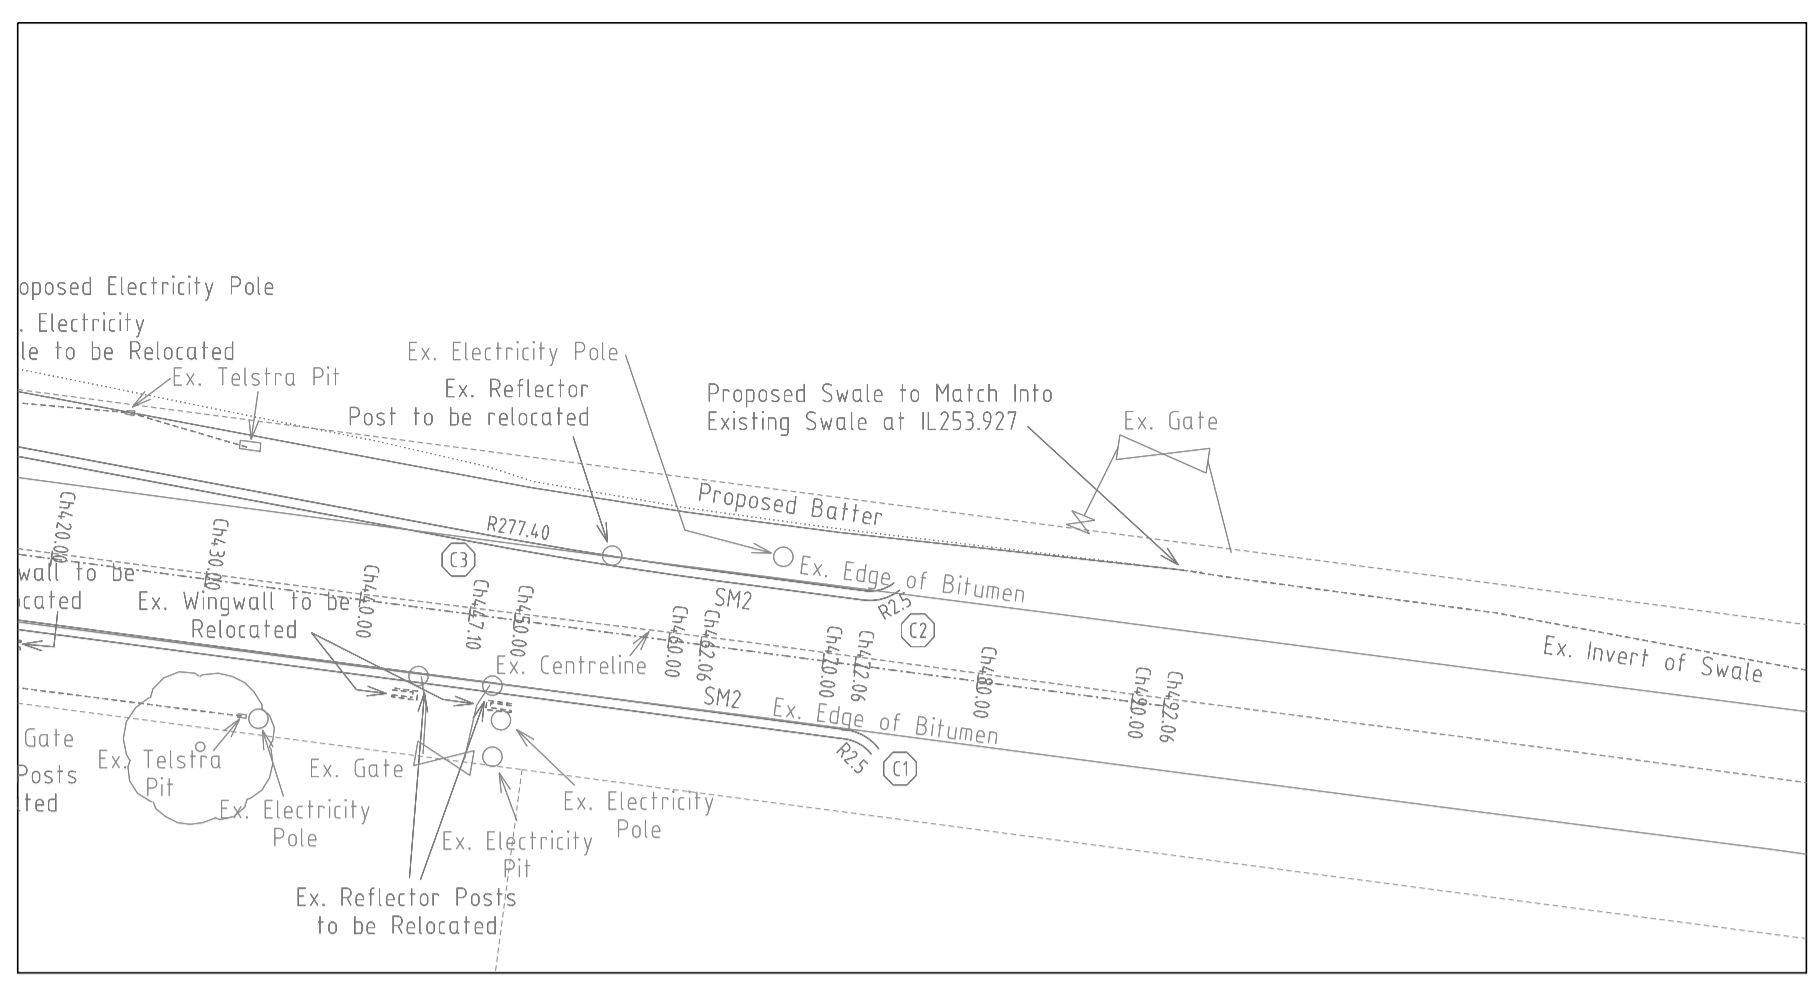 oposed Electricity Pole
. Electricity
le to be Relocated
Ex. Telstra Pit
Ex. Electricity Pole
Ex. Reflector
Post to be relocated
Proposed Swale to Match Into
Existing Swale at IL253.927
Ex. Gate
Proposed Batter
R277.40
C3
Ch420.00
Ch430.00
Ch440.00
Ch447.10
Ch450.00
Ch460.00
Ch462.06
Ch470.00
Ch472.06
Ch480.00
Ch490.00
Ch492.06
Ex. Edge of Bitumen
SM2
R2.5
C2
wall to be
cated
Ex. Wingwall to be
Relocated
Ex. Centreline
Ex. Invert of Swale
SM2
Ex. Edge of Bitumen
R2.5
C1
Gate
Posts
ted
Ex. Telstra
Pit
Ex. Gate
Ex. Electricity
Pole
Ex. Electricity
Pole
Ex. Electricity
Pit
Ex. Reflector Posts
to be Relocated